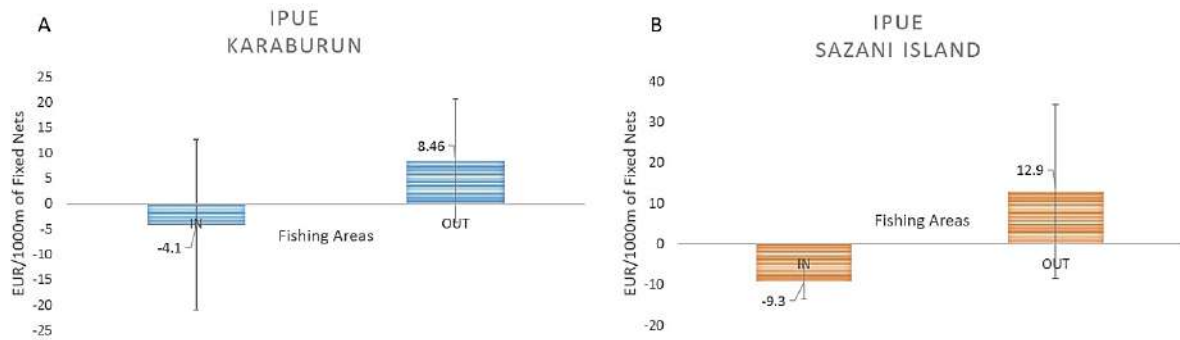 A
IPUE
KARABURUN
EUR/1000m of Fixed Nets
25
20
15
10
5
0
-5
-10
-15
-20
-25
8.46
IN
OUT
Fishing Areas
-4.1
B
IPUE
SAZANI ISLAND
EUR/1000m of Fixed Nets
40
30
20
10
0
-10
-20
12.9
Fishing Areas
IN
OUT
-9.3